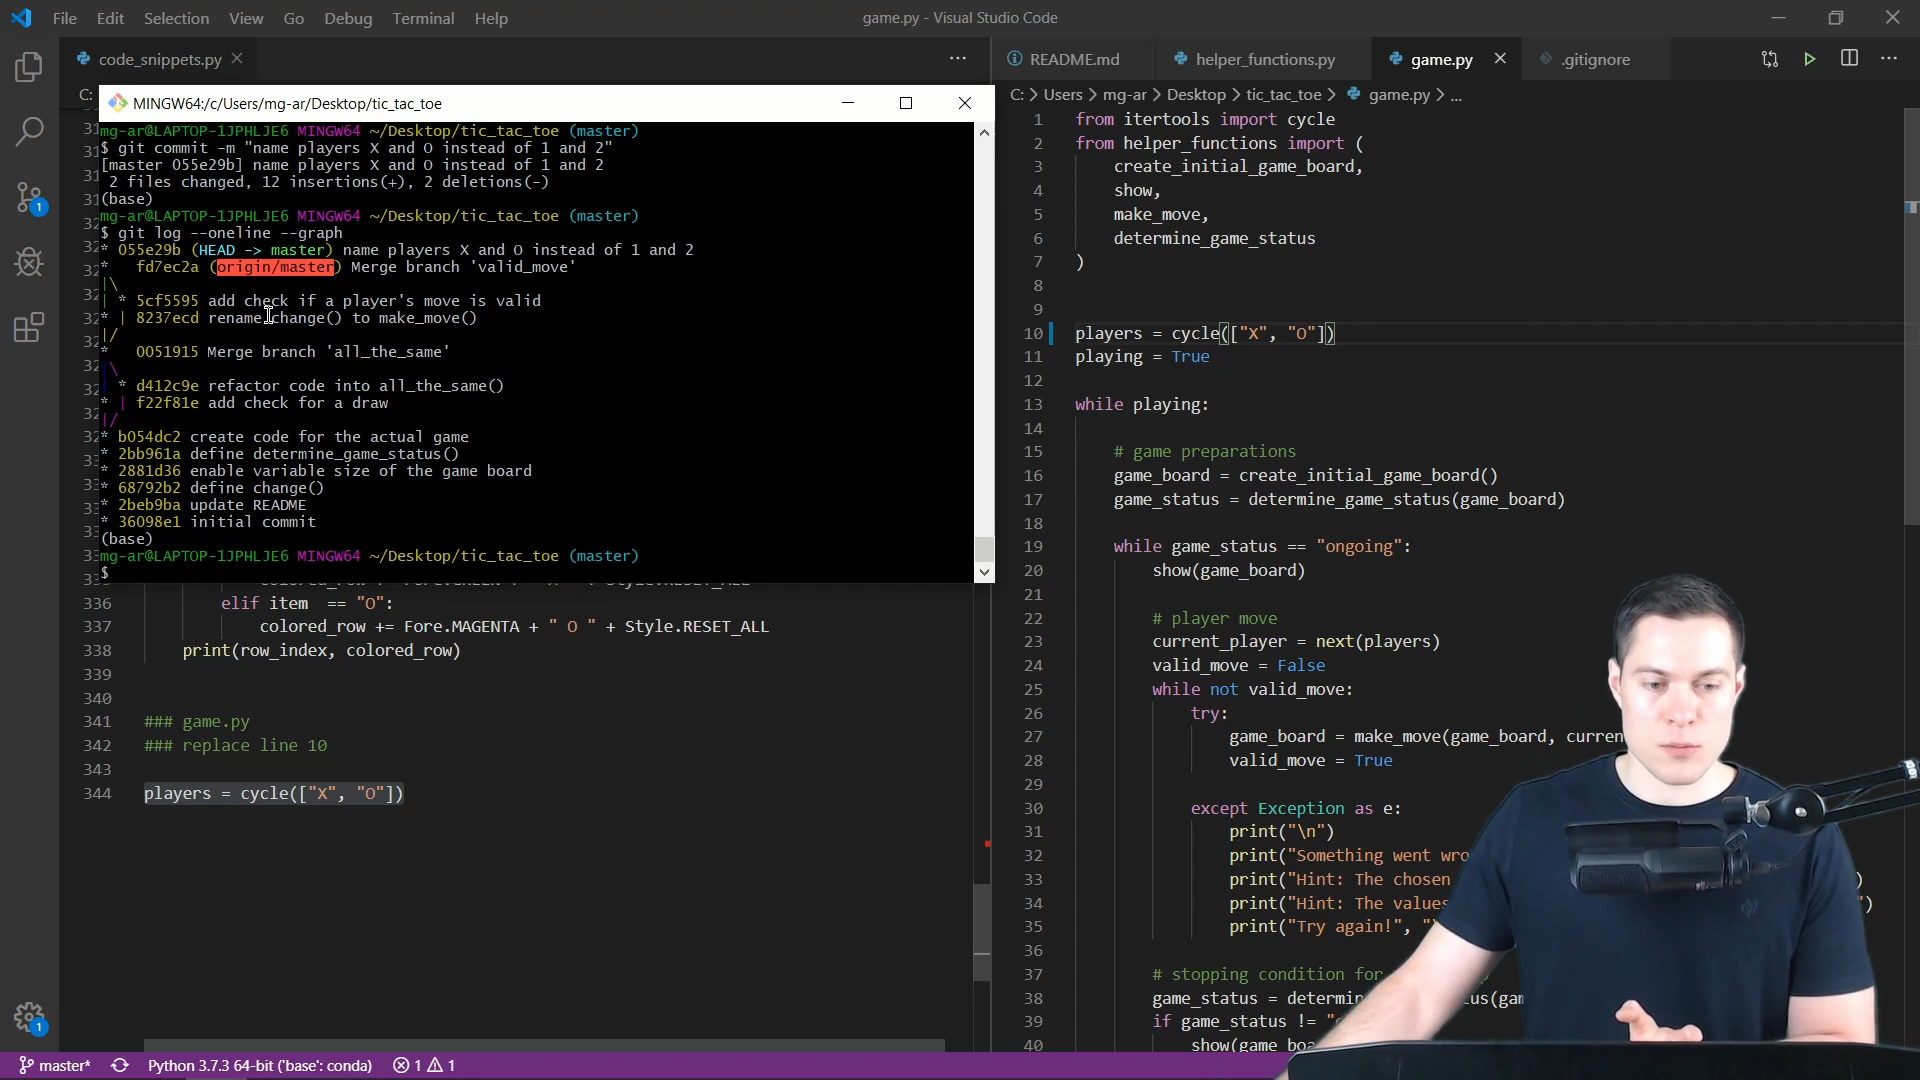 File Edit Selection View Go Debug Terminal Help
game.py - Visual Studio Code
code_snippets.py
README.md
helper_functions.py
game.py
.gitignore
C:
C: > Users > mg-ar > Desktop > tic_tac_toe > game.py > ...
MINGW64:/c/Users/mg-ar/Desktop/tic_tac_toe
mg-ar@LAPTOP-1JPHLJE6 MINGW64 ~/Desktop/tic_tac_toe (master)
$ git commit -m "name players X and O instead of 1 and 2"
[master 055e29b] name players X and O instead of 1 and 2
2 files changed, 12 insertions(+), 2 deletions(-)
(base)
mg-ar@LAPTOP-1JPHLJE6 MINGW64 ~/Desktop/tic_tac_toe (master)
$ git log --oneline --graph
* 055e29b (HEAD -> master) name players X and O instead of 1 and 2
*   fd7ec2a (origin/master) Merge branch 'valid_move'
|\
| * 5cf5595 add check if a player's move is valid
* | 8237ecd rename change() to make_move()
|/
*   0051915 Merge branch 'all_the_same'
|\
| * d412c9e refactor code into all_the_same()
* | f22f81e add check for a draw
|/
* b054dc2 create code for the actual game
* 2bb961a define determine_game_status()
* 2881d36 enable variable size of the game board
* 68792b2 define change()
* 2beb9ba update README
* 36098e1 initial commit
(base)
mg-ar@LAPTOP-1JPHLJE6 MINGW64 ~/Desktop/tic_tac_toe (master)
$
336 elif item == "O":
337 colored_row += Fore.MAGENTA + " O " + Style.RESET_ALL
338 print(row_index, colored_row)
339
340
341 ### game.py
342 ### replace line 10
343
344 players = cycle(["X", "O"])
1 from itertools import cycle
2 from helper_functions import (
3 create_initial_game_board,
4 show,
5 make_move,
6 determine_game_status
7 )
8
9
10 players = cycle(["X", "O"])
11 playing = True
12
13 while playing:
14
15 # game preparations
16 game_board = create_initial_game_board()
17 game_status = determine_game_status(game_board)
18
19 while game_status == "ongoing":
20 show(game_board)
21
22 # player move
23 current_player = next(players)
24 valid_move = False
25 while not valid_move:
26 try:
27 game_board = make_move(game_board, curren
28 valid_move = True
29
30 except Exception as e:
31 print("\n")
32 print("Something went wro
33 print("Hint: The chosen )
34 print("Hint: The values ")
35 print("Try again!", "
36
37 # stopping condition for
38 game_status = determin us(gam
39 if game_status != "
40 show(game_boa
master* Python 3.7.3 64-bit ('base': conda) 1 1